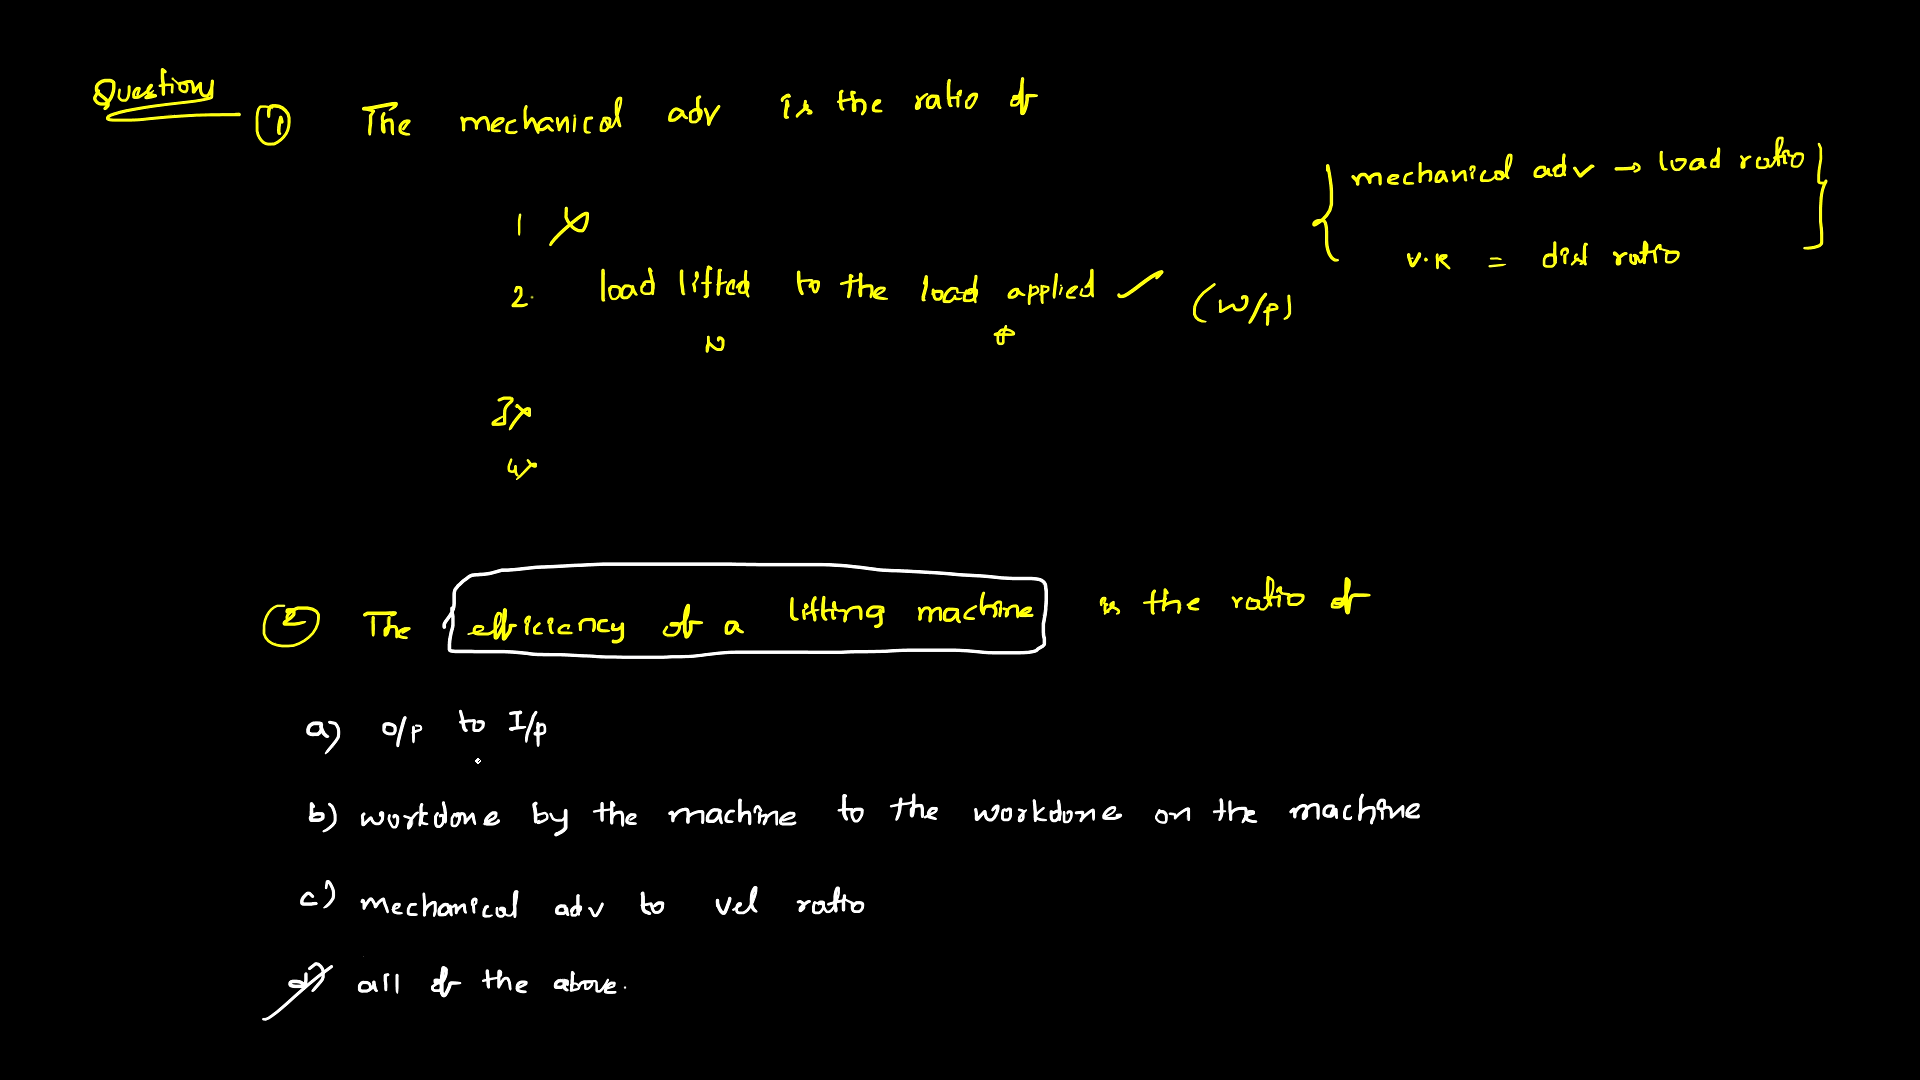 Questions
① The mechanical adv is the ratio of
mechanical adv → load ratio
V.R = dist ratio
1
2. load lifted to the load applied ✓ (W/P)
W P
3
4
② The efficiency of a lifting machine is the ratio of
a) o/p to I/p
b) workdone by the machine to the workdone on the machine
c) mechanical adv to vel ratio
d) all of the above.